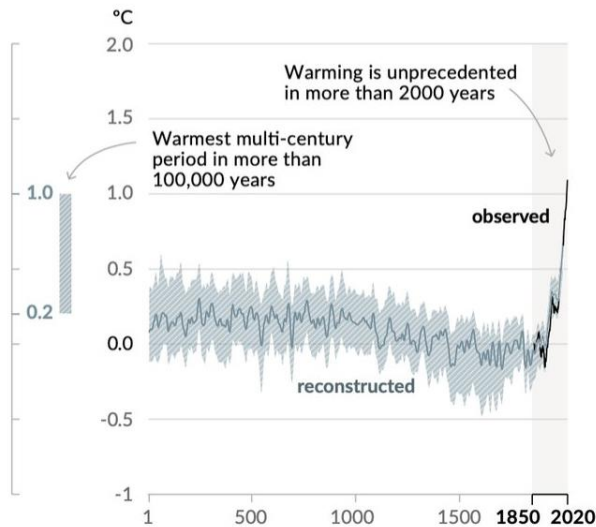 °C
2.0
Warming is unprecedented
in more than 2000 years
1.5
Warmest multi-century
period in more than
100,000 years
1.0
1.0
observed
0.5
0.2
0.0
reconstructed
-0.5
-1
1 500 1000 1500 1850 2020